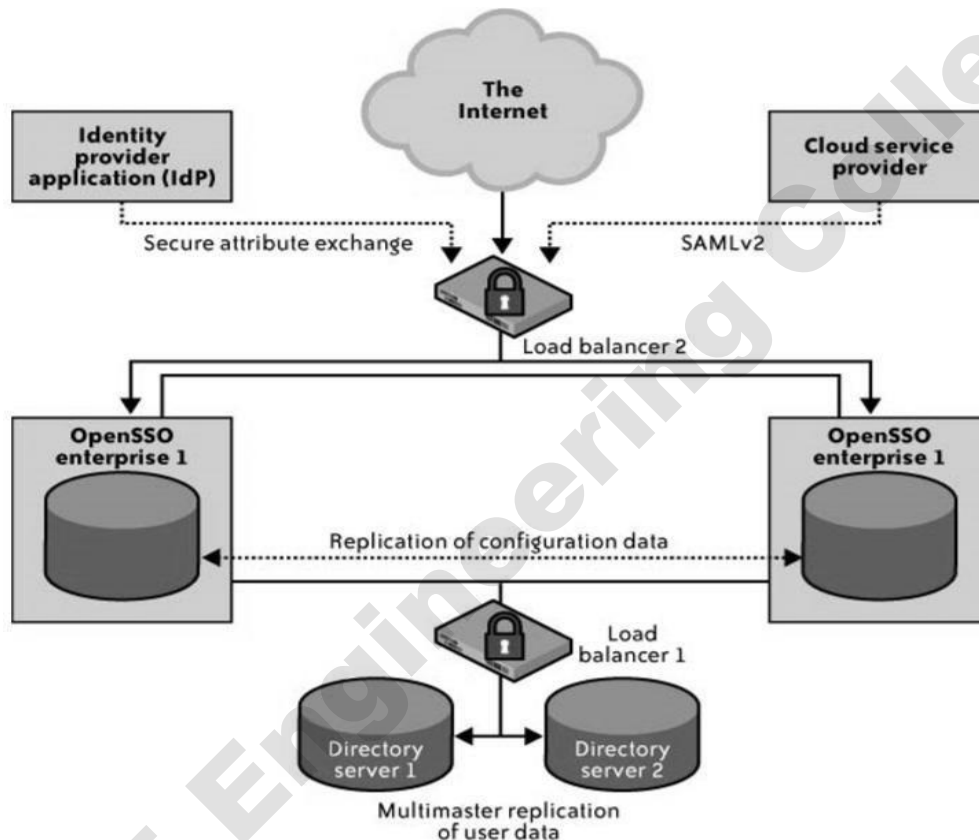 The
Internet
Identity
provider
application (IdP)
Cloud service
provider
Secure attribute exchange
SAMLv2
Load balancer 2
OpenSSO
enterprise 1
OpenSSO
enterprise 1
Replication of configuration data
Load
balancer 1
Directory
server 1
Directory
server 2
Multimaster replication
of user data
Engineering